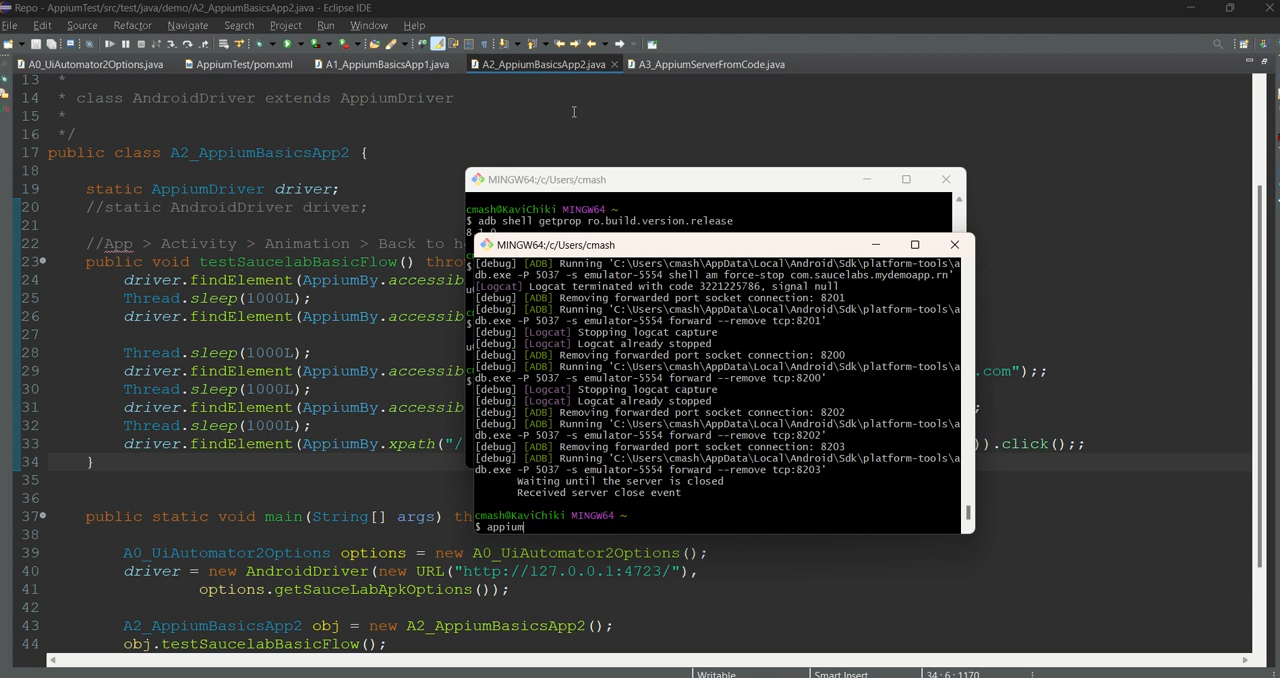 Repo - AppiumTest/src/test/java/demo/A2_AppiumBasicsApp2.java - Eclipse IDE
File Edit Source Refactor Navigate Search Project Run Window Help
A0_UiAutomator2Options.java AppiumTest/pom.xml A1_AppiumBasicsApp1.java A2_AppiumBasicsApp2.java A3_AppiumServerFromCode.java
13 *
14 * class AndroidDriver extends AppiumDriver
15 *
16 */
17 public class A2_AppiumBasicsApp2 {
18
19 static AppiumDriver driver;
20 //static AndroidDriver driver;
21
22 //App > Activity > Animation > Back to h
23 public void testSaucelabBasicFlow() thro
24 driver.findElement(AppiumBy.accessib
25 Thread.sleep(1000L);
26 driver.findElement(AppiumBy.accessib
27
28 Thread.sleep(1000L);
29 driver.findElement(AppiumBy.accessib .com");;
30 Thread.sleep(1000L);
31 driver.findElement(AppiumBy.accessib ;
32 Thread.sleep(1000L);
33 driver.findElement(AppiumBy.xpath("/ )).click();;
34 }
35
36
37 public static void main(String[] args) th
38
39 A0_UiAutomator2Options options = new A0_UiAutomator2Options();
40 driver = new AndroidDriver(new URL("http://127.0.0.1:4723/"),
41 options.getSauceLabApkOptions());
42
43 A2_AppiumBasicsApp2 obj = new A2_AppiumBasicsApp2();
44 obj.testSaucelabBasicFlow();
MINGW64:/c/Users/cmash
cmash@KaviChiki MINGW64 ~
$ adb shell getprop ro.build.version.release
8.1.0
MINGW64:/c/Users/cmash
[debug] [ADB] Running 'C:\Users\cmash\AppData\Local\Android\Sdk\platform-tools\a
db.exe -P 5037 -s emulator-5554 shell am force-stop com.saucelabs.mydemoapp.rn'
[Logcat] Logcat terminated with code 3221225786, signal null
[debug] [ADB] Removing forwarded port socket connection: 8201
[debug] [ADB] Running 'C:\Users\cmash\AppData\Local\Android\Sdk\platform-tools\a
db.exe -P 5037 -s emulator-5554 forward --remove tcp:8201'
[debug] [Logcat] Stopping logcat capture
[debug] [Logcat] Logcat already stopped
[debug] [ADB] Removing forwarded port socket connection: 8200
[debug] [ADB] Running 'C:\Users\cmash\AppData\Local\Android\Sdk\platform-tools\a
db.exe -P 5037 -s emulator-5554 forward --remove tcp:8200'
[debug] [Logcat] Stopping logcat capture
[debug] [Logcat] Logcat already stopped
[debug] [ADB] Removing forwarded port socket connection: 8202
[debug] [ADB] Running 'C:\Users\cmash\AppData\Local\Android\Sdk\platform-tools\a
db.exe -P 5037 -s emulator-5554 forward --remove tcp:8202'
[debug] [ADB] Removing forwarded port socket connection: 8203
[debug] [ADB] Running 'C:\Users\cmash\AppData\Local\Android\Sdk\platform-tools\a
db.exe -P 5037 -s emulator-5554 forward --remove tcp:8203'
Waiting until the server is closed
Received server close event
cmash@KaviChiki MINGW64 ~
$ appium
Writable Smart Insert 34 : 6 : 1170